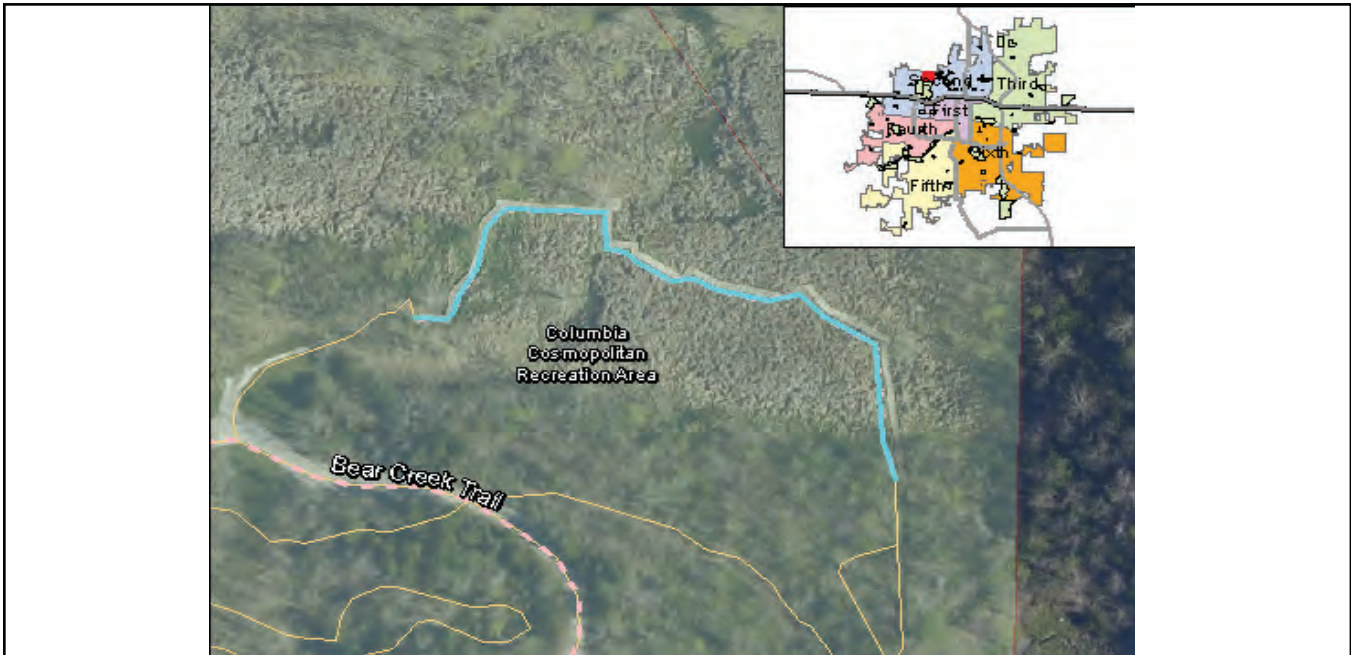 Second
Third
First
Fourth
Sixth
Fifth
Columbia
Cosmopolitan
Recreation Area
Bear Creek Trail